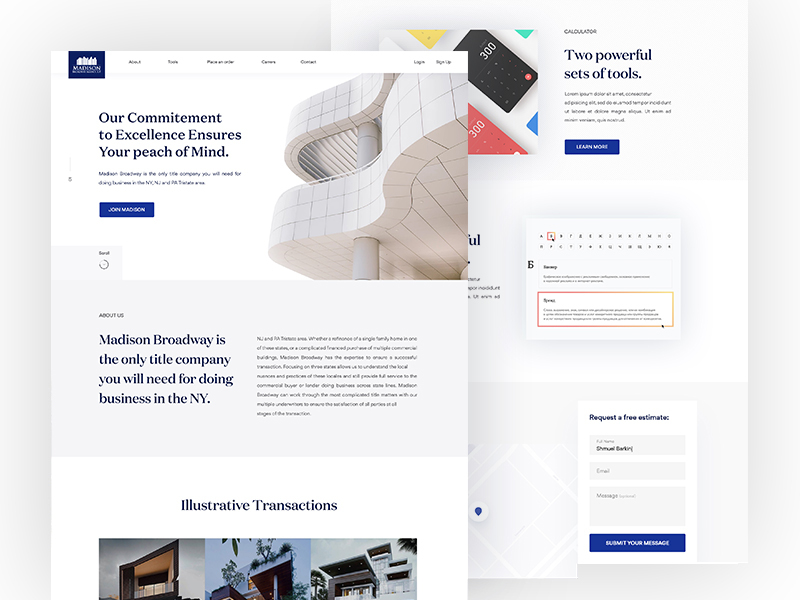 MADISON
About
Tools
Place an order
Careers
Contact
Login
Sign Up
Our Commitement
to Excellence Ensures
Your peach of Mind.
Madison Broadway is the only title company you will need for
doing business in the NY, NJ and PA Tristate area.
JOIN MADISON
Scroll
ABOUT US
Madison Broadway is
the only title company
you will need for doing
business in the NY.
NJ and PA Tristate area. Whether a refinance of a single family home in one
of these states, or a complicated financed purchase of multiple commercial
buildings, Madison Broadway has the expertise to ensure a successful
transaction. Focusing on three states allows us to understand the local
nuances and practices of these locales and still provide full service to the
commercial buyer or lender doing business across state lines. Madison
Broadway can work through the most complicated title matters with our
multiple underwriters to ensure the satisfaction of all parties at all
stages of the transaction.
Illustrative Transactions
300
300
CALCULATOR
Two powerful
sets of tools.
Lorem ipsum dolor sit amet, consectetur
adipisicing elit, sed do eiusmod tempor incididunt
ut labore et dolore magna aliqua. Ut enim ad
minim veniam, quis nostrud.
LEARN MORE
ful
ctetur
por incididunt
Ut enim ad
Б
Баннер
Бренд
Request a free estimate:
Full Name
Shmuel Barkin
Email
Message (optional)
SUBMIT YOUR MESSAGE